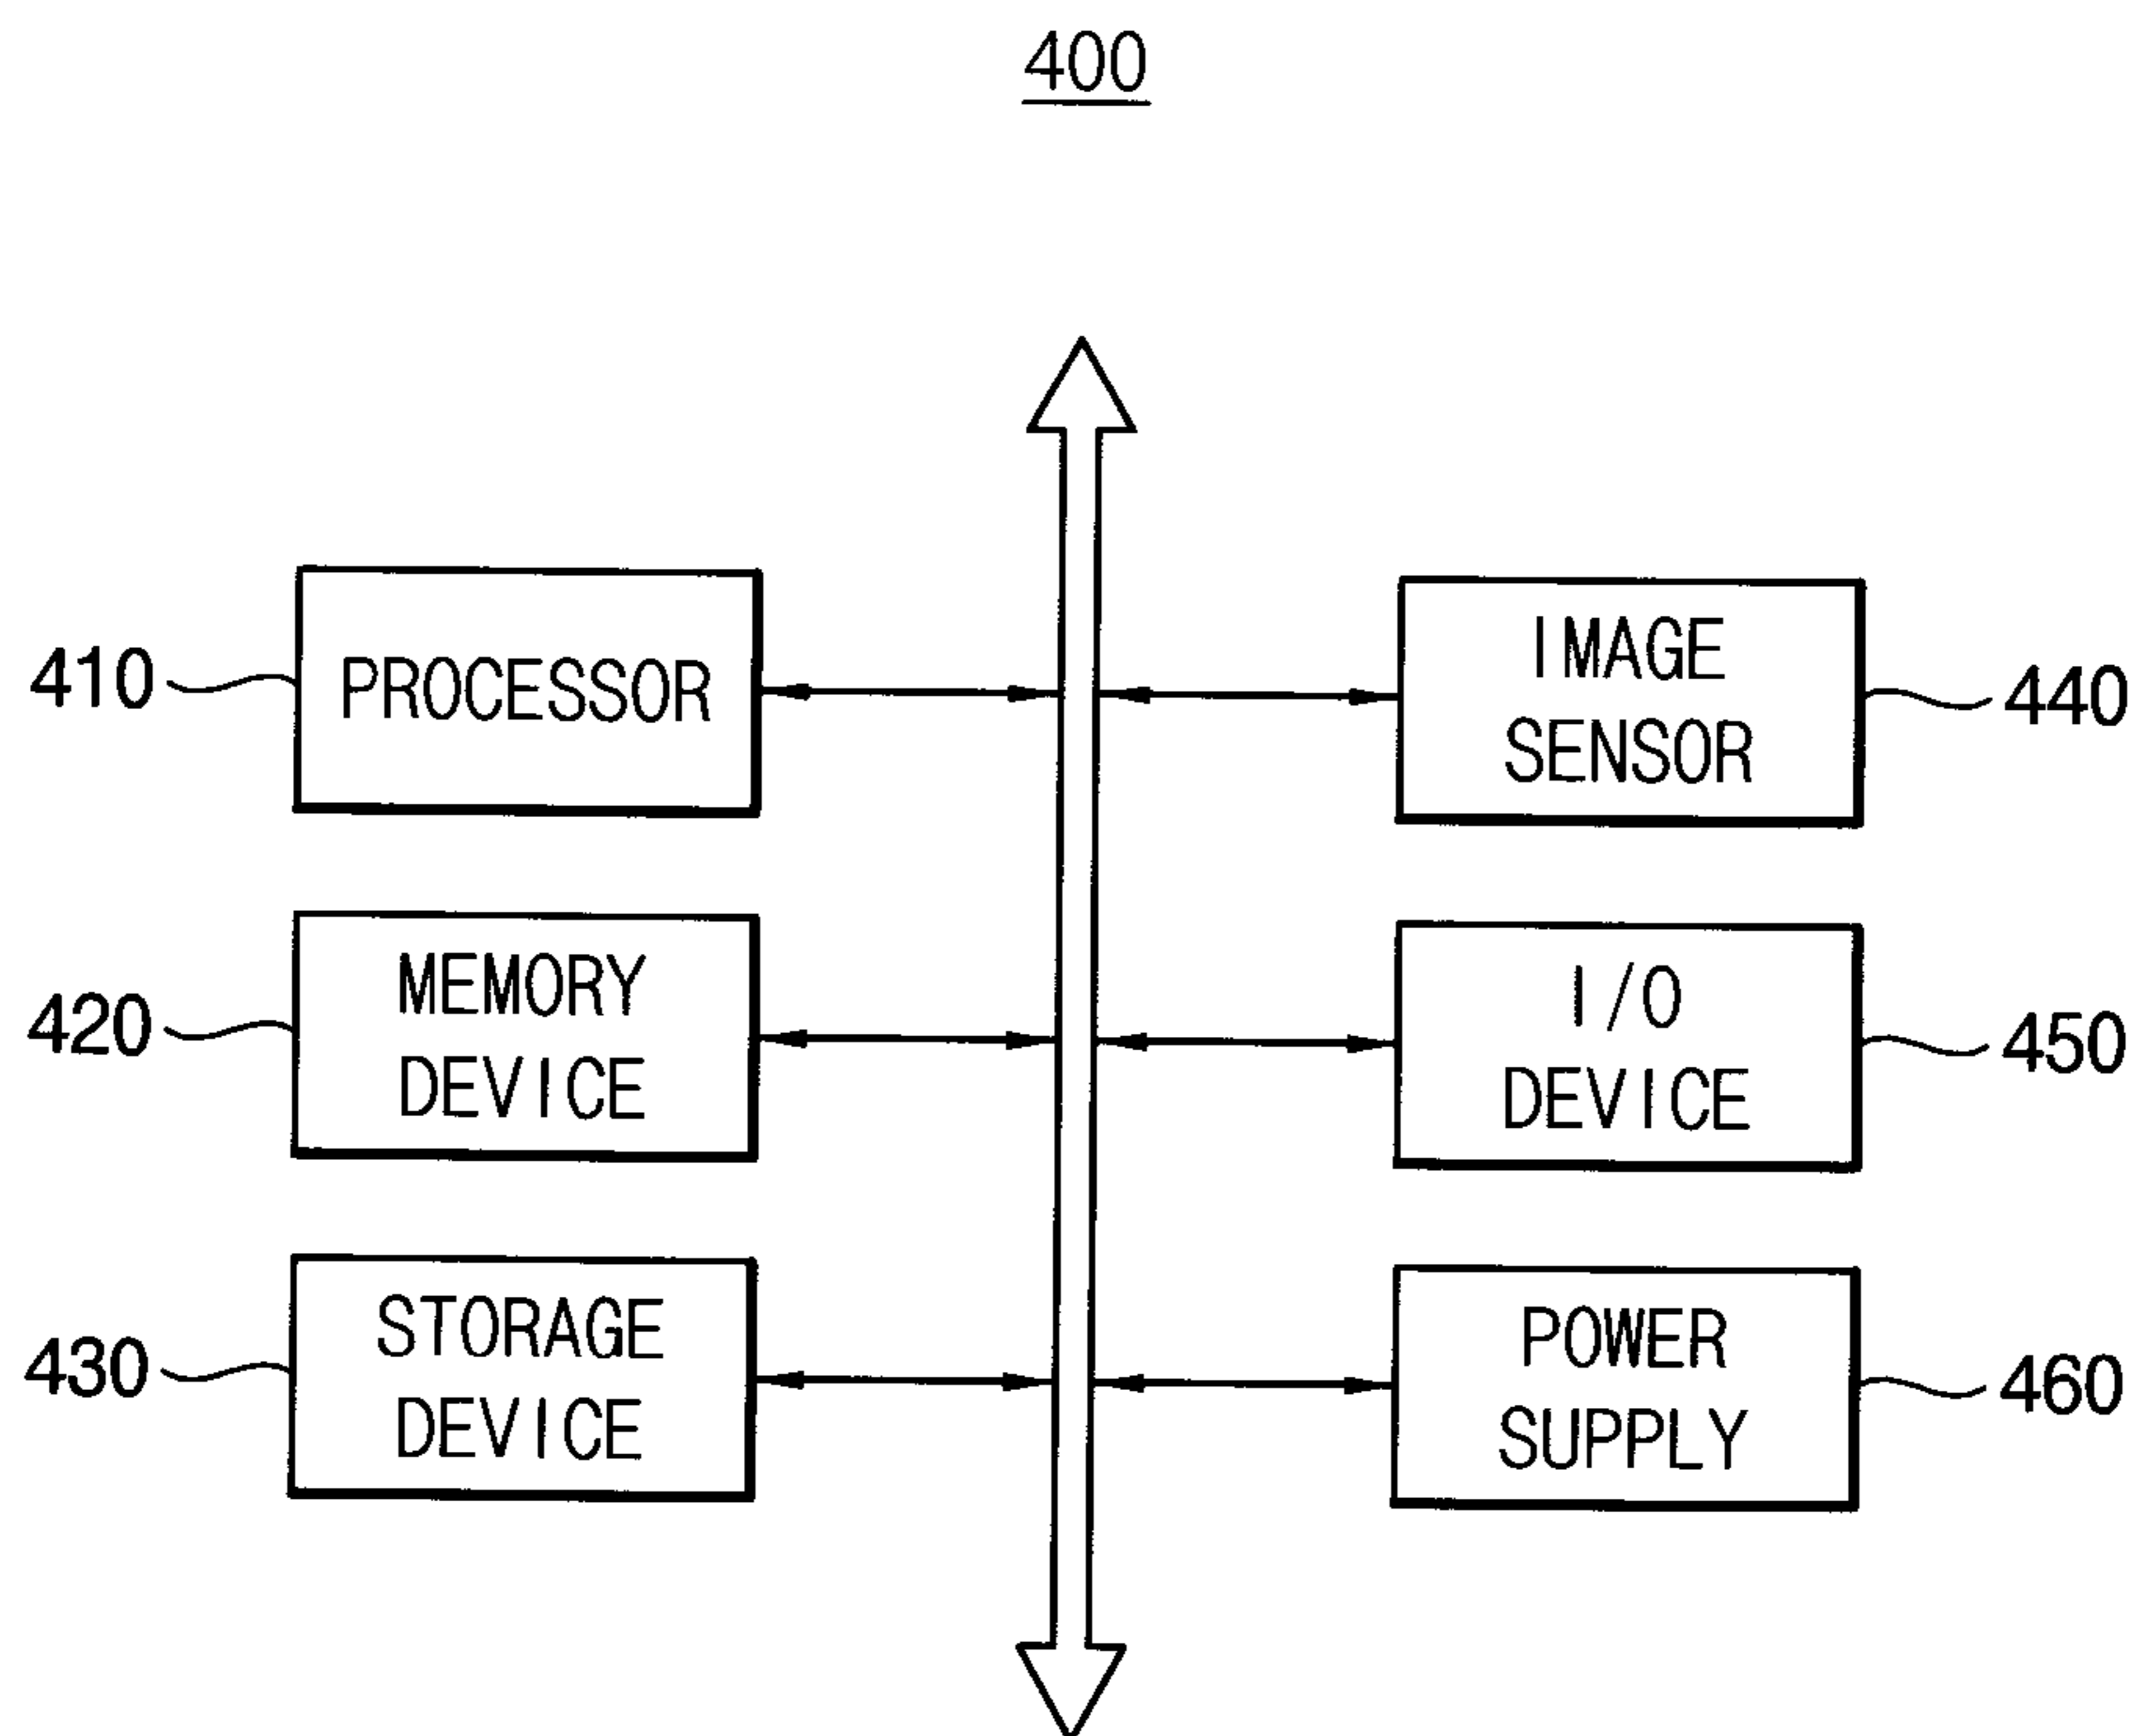 400
410
PROCESSOR
IMAGE
SENSOR
440
420
MEMORY
DEVICE
I/O
DEVICE
450
430
STORAGE
DEVICE
POWER
SUPPLY
460